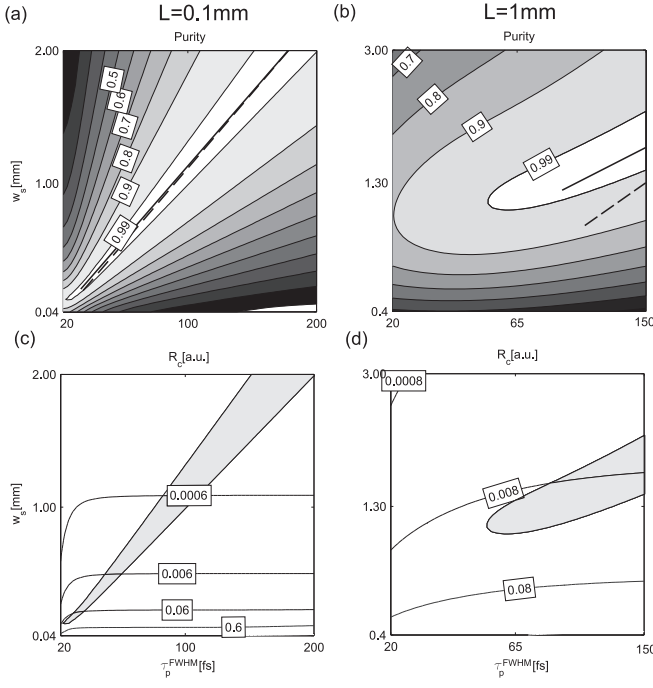 (a) L=0.1mm
Purity
2.00
0.5
0.6
0.7
0.8
1.00
0.9
0.99
w_s[mm]
0.04
20 100 200
(b) L=1mm
Purity
3.00
0.7
0.8
0.9
0.99
1.30
0.4
20 65 150
(c) R_c[a.u.]
2.00
w_s[mm]
1.00
0.0006
0.006
0.06
0.6
0.04
20 100 200
τ_p^FWHM[fs]
(d) R_c[a.u.]
3.00
0.0008
0.008
1.30
0.08
0.4
20 65 150
τ_p^FWHM[fs]